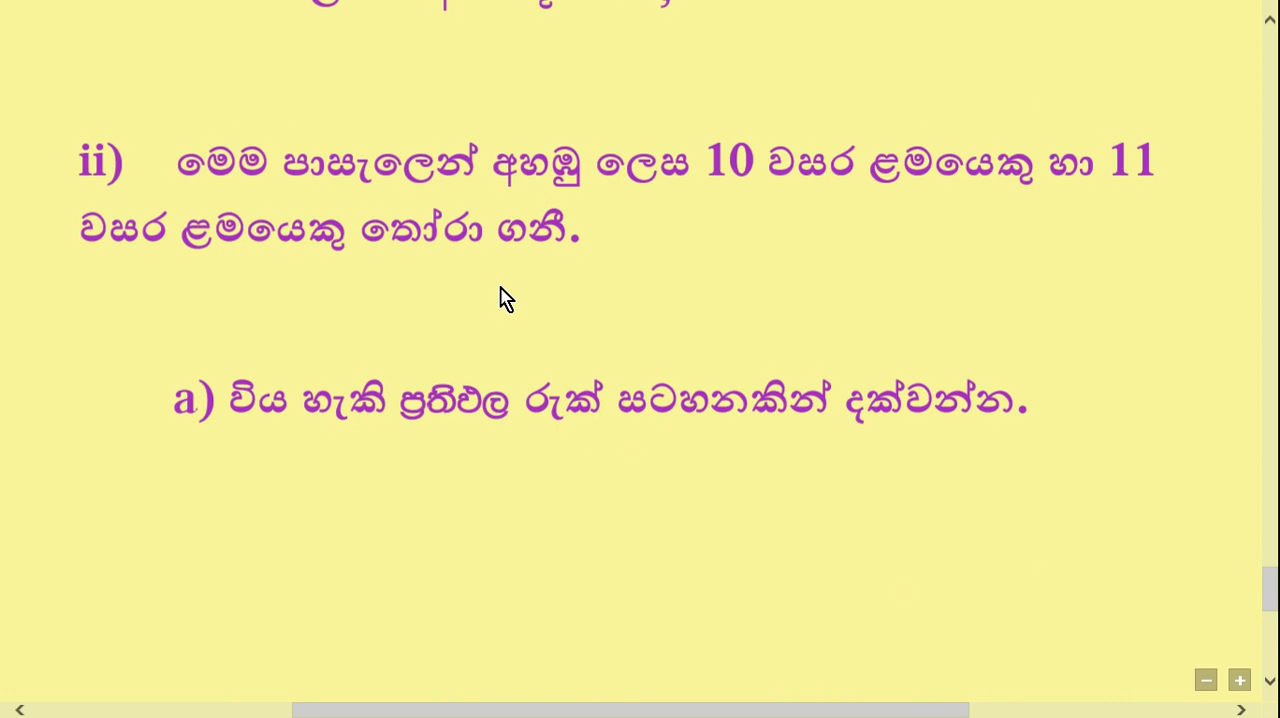 ii) මෙම පාසැලෙන් අහඹු ලෙස 10 වසර ළමයෙකු හා 11
වසර ළමයෙකු තෝරා ගනී.
a) විය හැකි ප්‍රතිඵල රුක් සටහනකින් දක්වන්න.